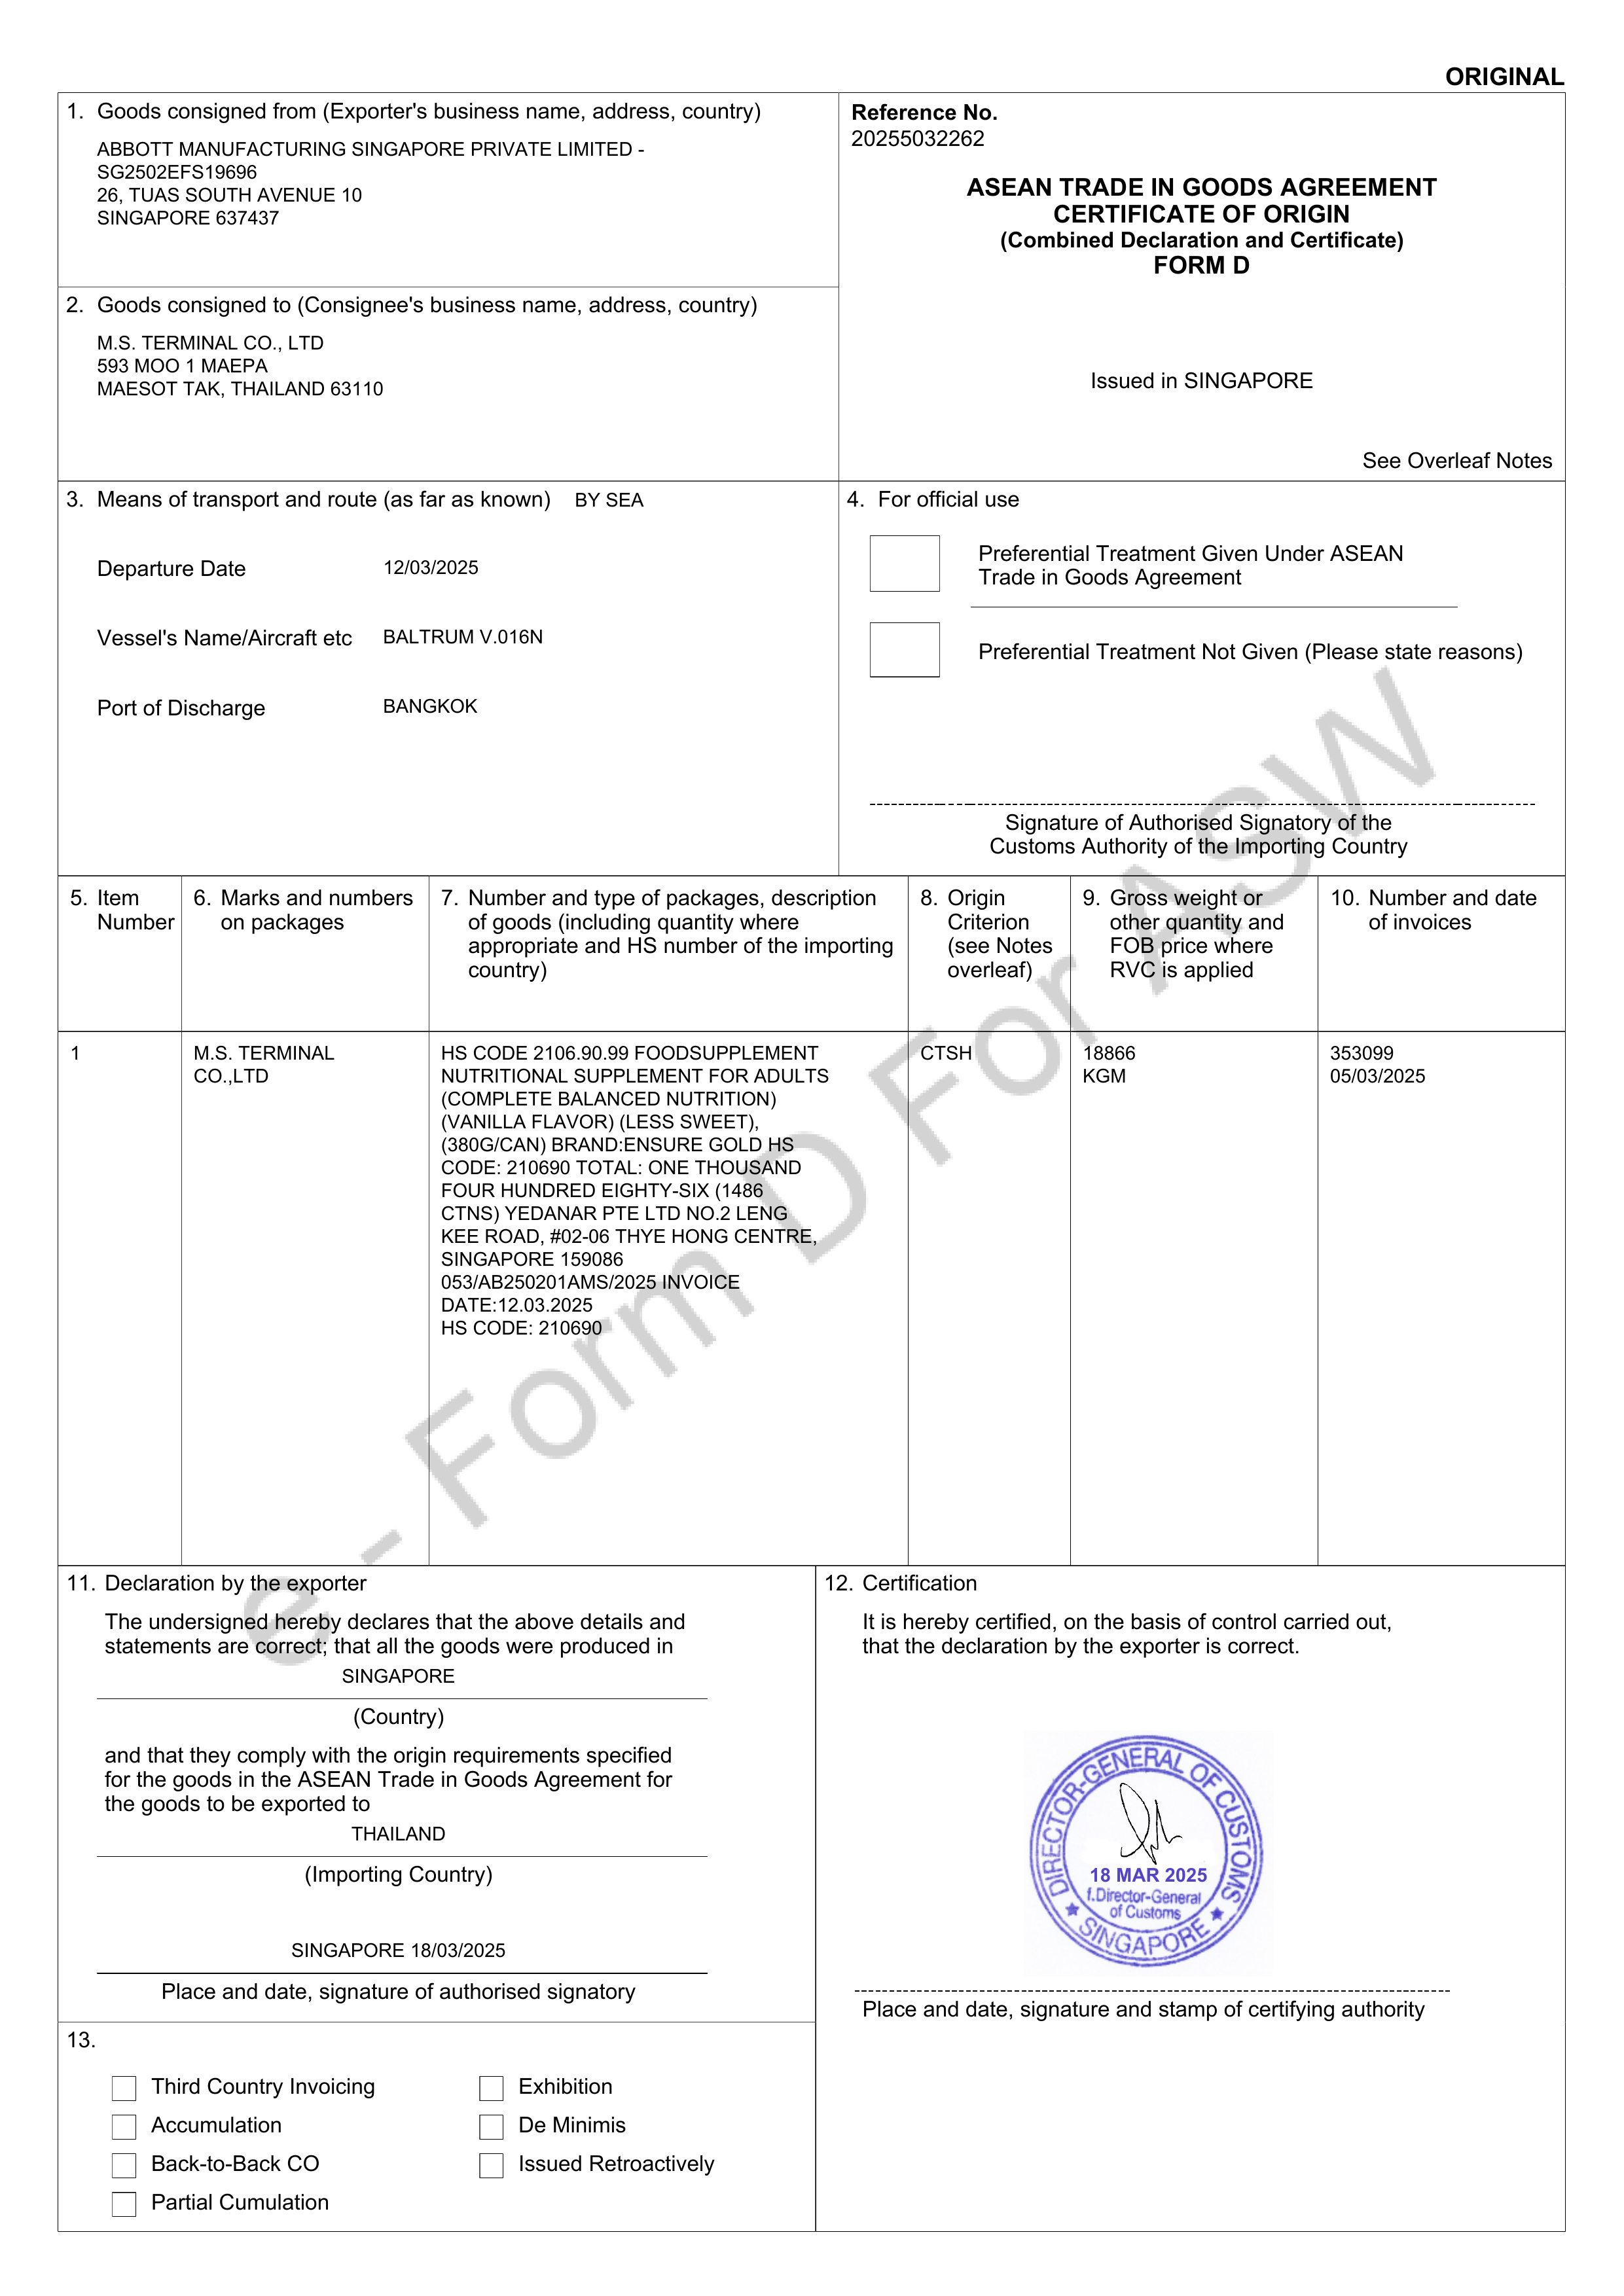 ORIGINAL
1. Goods consigned from (Exporter's business name, address, country)
ABBOTT MANUFACTURING SINGAPORE PRIVATE LIMITED -
SG2502EFS19696
26, TUAS SOUTH AVENUE 10
SINGAPORE 637437
Reference No.
20255032262
ASEAN TRADE IN GOODS AGREEMENT
CERTIFICATE OF ORIGIN
(Combined Declaration and Certificate)
FORM D
Issued in SINGAPORE
See Overleaf Notes
2. Goods consigned to (Consignee's business name, address, country)
M.S. TERMINAL CO., LTD
593 MOO 1 MAEPA
MAESOT TAK, THAILAND 63110
3. Means of transport and route (as far as known) BY SEA
Departure Date 12/03/2025
Vessel's Name/Aircraft etc BALTRUM V.016N
Port of Discharge BANGKOK
4. For official use
Preferential Treatment Given Under ASEAN
Trade in Goods Agreement
Preferential Treatment Not Given (Please state reasons)
Signature of Authorised Signatory of the
Customs Authority of the Importing Country
5. Item
Number
6. Marks and numbers
on packages
7. Number and type of packages, description
of goods (including quantity where
appropriate and HS number of the importing
country)
8. Origin
Criterion
(see Notes
overleaf)
9. Gross weight or
other quantity and
FOB price where
RVC is applied
10. Number and date
of invoices
1
M.S. TERMINAL
CO.,LTD
HS CODE 2106.90.99 FOODSUPPLEMENT
NUTRITIONAL SUPPLEMENT FOR ADULTS
(COMPLETE BALANCED NUTRITION)
(VANILLA FLAVOR) (LESS SWEET),
(380G/CAN) BRAND:ENSURE GOLD HS
CODE: 210690 TOTAL: ONE THOUSAND
FOUR HUNDRED EIGHTY-SIX (1486
CTNS) YEDANAR PTE LTD NO.2 LENG
KEE ROAD, #02-06 THYE HONG CENTRE,
SINGAPORE 159086
053/AB250201AMS/2025 INVOICE
DATE:12.03.2025
HS CODE: 210690
CTSH
18866
KGM
353099
05/03/2025
e - Form D For ASW
11. Declaration by the exporter
The undersigned hereby declares that the above details and
statements are correct; that all the goods were produced in
SINGAPORE
(Country)
and that they comply with the origin requirements specified
for the goods in the ASEAN Trade in Goods Agreement for
the goods to be exported to
THAILAND
(Importing Country)
SINGAPORE 18/03/2025
Place and date, signature of authorised signatory
12. Certification
It is hereby certified, on the basis of control carried out,
that the declaration by the exporter is correct.
DIRECTOR-GENERAL OF CUSTOMS
18 MAR 2025
f.Director-General
of Customs
★ SINGAPORE ★
Place and date, signature and stamp of certifying authority
13.
Third Country Invoicing
Exhibition
Accumulation
De Minimis
Back-to-Back CO
Issued Retroactively
Partial Cumulation